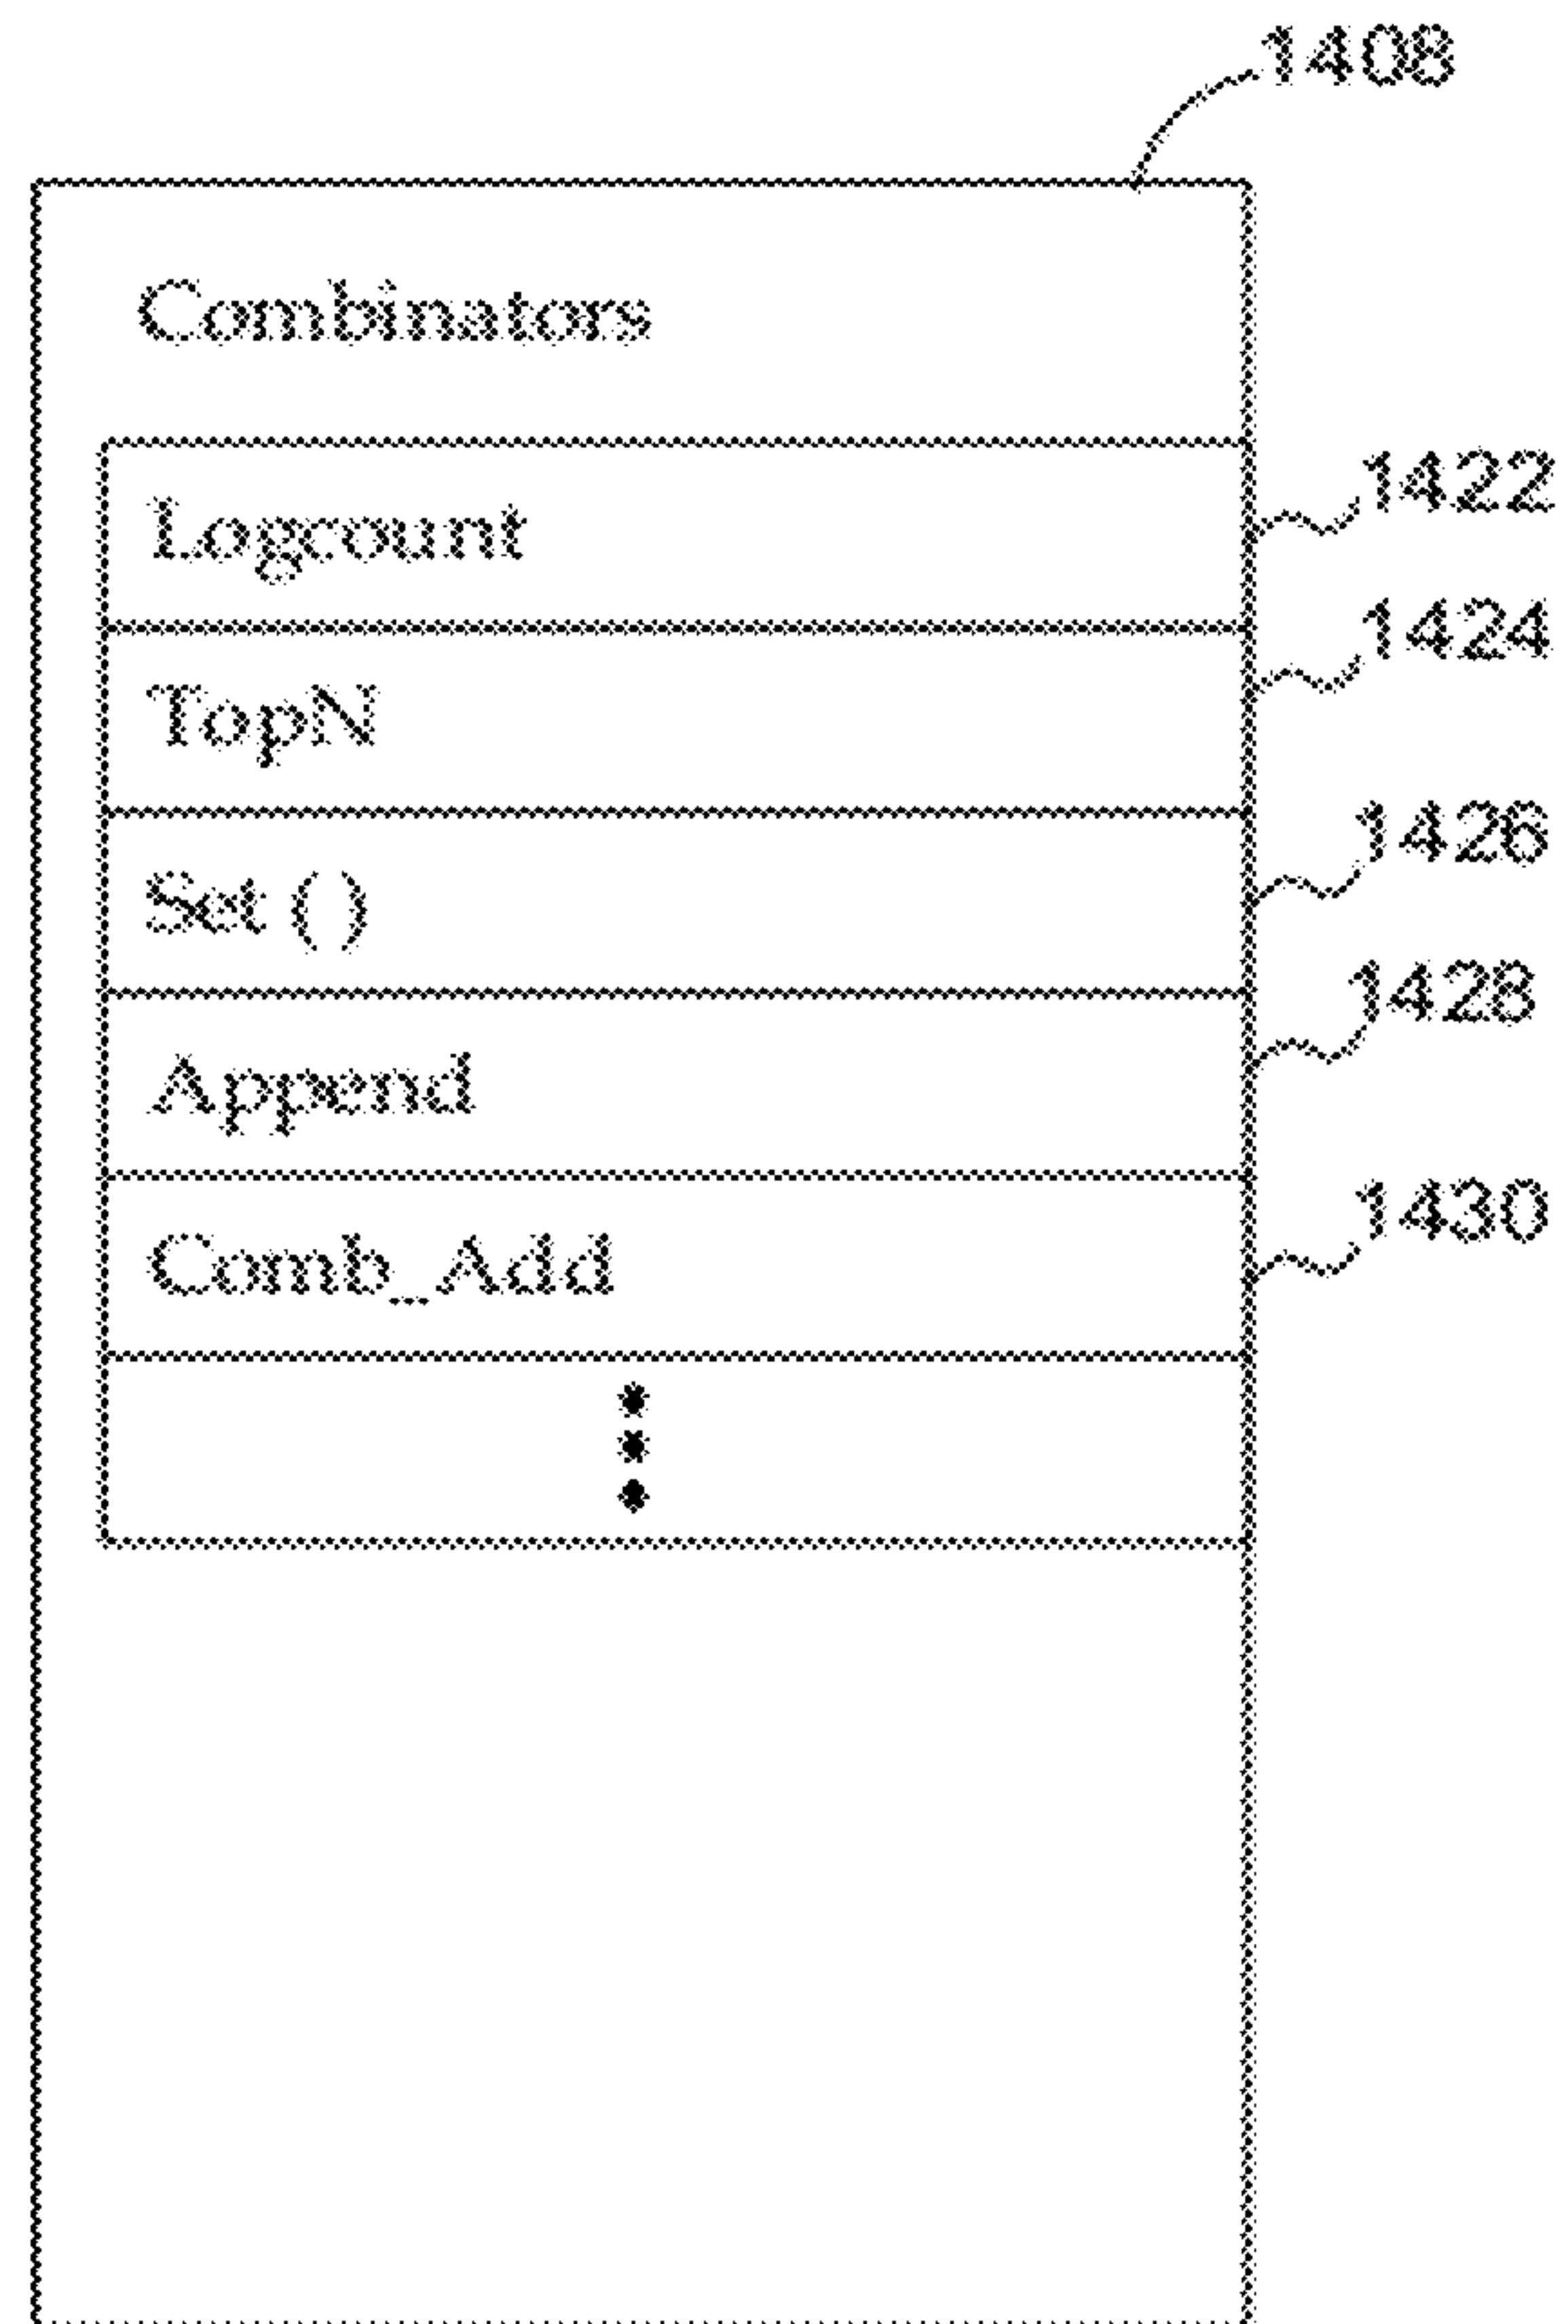 1408
Combinators
Logcount 1422
TopN 1424
Set ( ) 1426
Append 1428
Comb_Add 1430